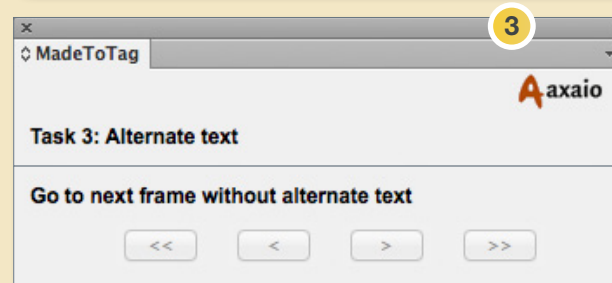 3
MadeToTag
axaio
Task 3: Alternate text
Go to next frame without alternate text
<< < > >>